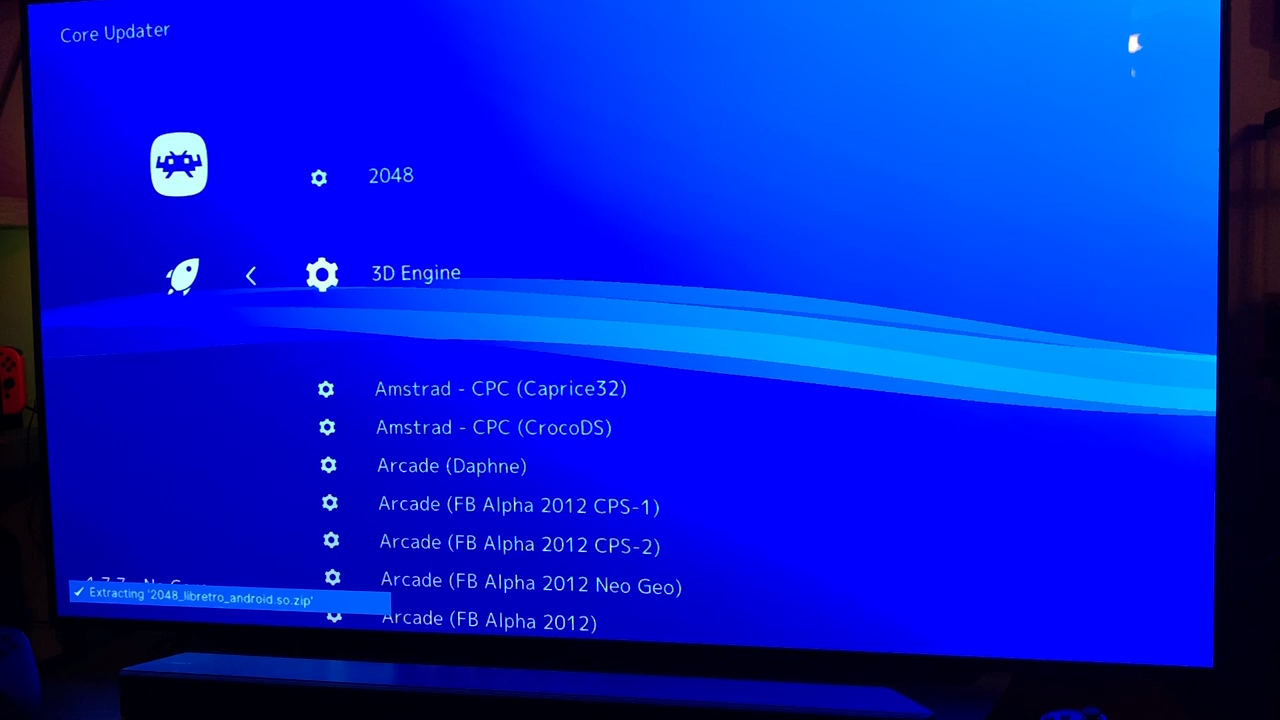 Core Updater
2048
3D Engine
Amstrad - CPC (Caprice32)
Amstrad - CPC (CrocoDS)
Arcade (Daphne)
Arcade (FB Alpha 2012 CPS-1)
Arcade (FB Alpha 2012 CPS-2)
Arcade (FB Alpha 2012 Neo Geo)
Extracting '2048_libretro_android.so.zip'
Arcade (FB Alpha 2012)